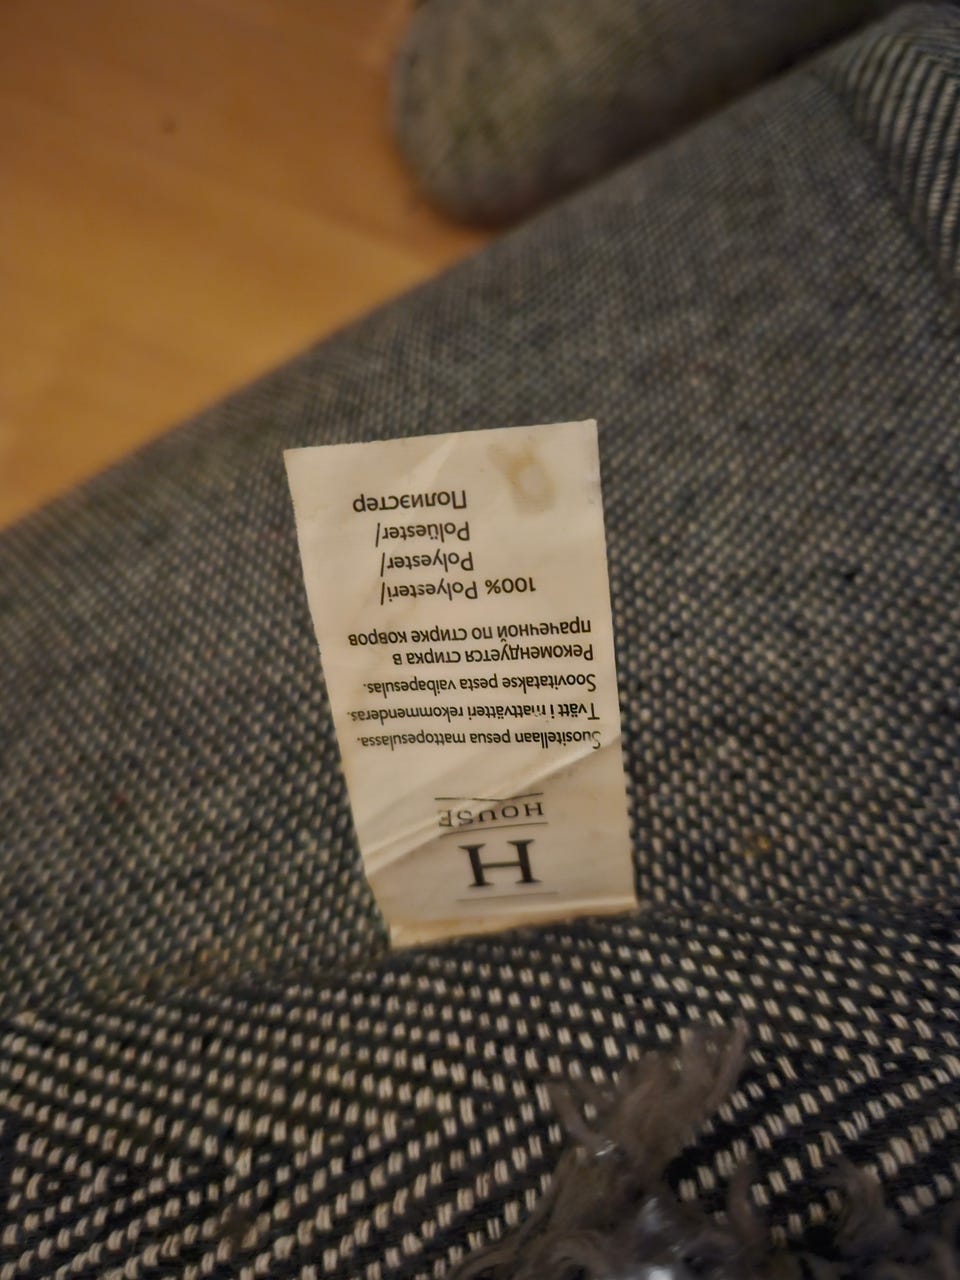 H
HOUSE
Suositellaan pesua mattopesulassa.
Tvätt i mattvätteri rekommenderas.
Soovitatakse pesta vaibapesulas.
Рекомендуется стирка в
прачечной по стирке ковров
100% Polyesteri/
Polyester/
Polüester/
Полиэстер